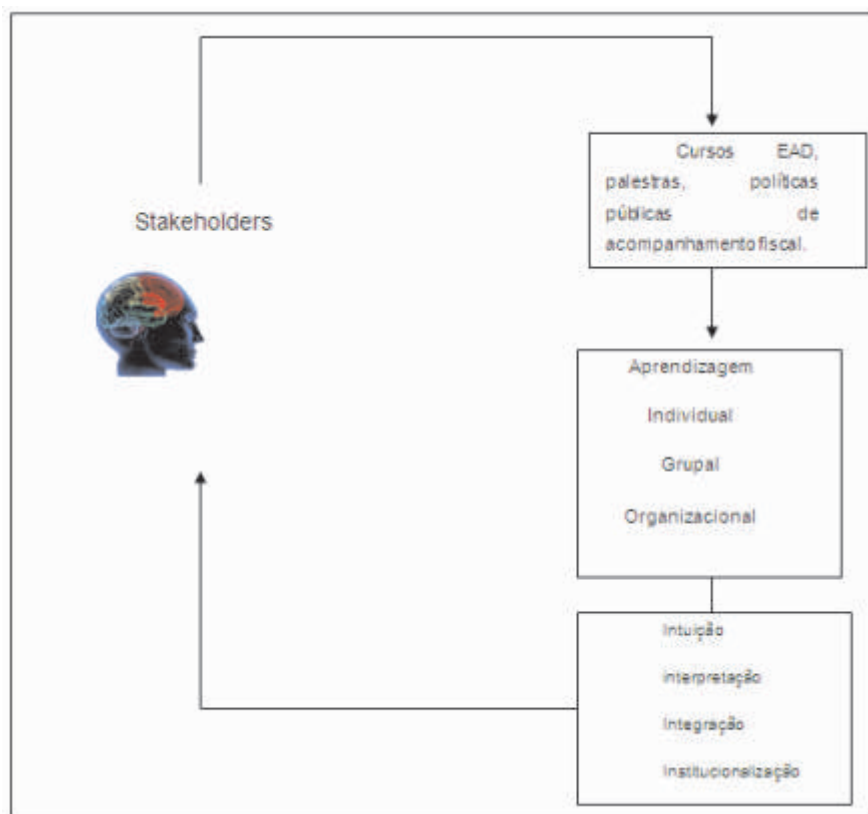 Stakeholders
Cursos EAD,
palestras, políticas
públicas de
acompanhamento fiscal.
Aprendizagem
Individual
Grupal
Organizacional
Intuição
interpretação
Integração
Institucionalização